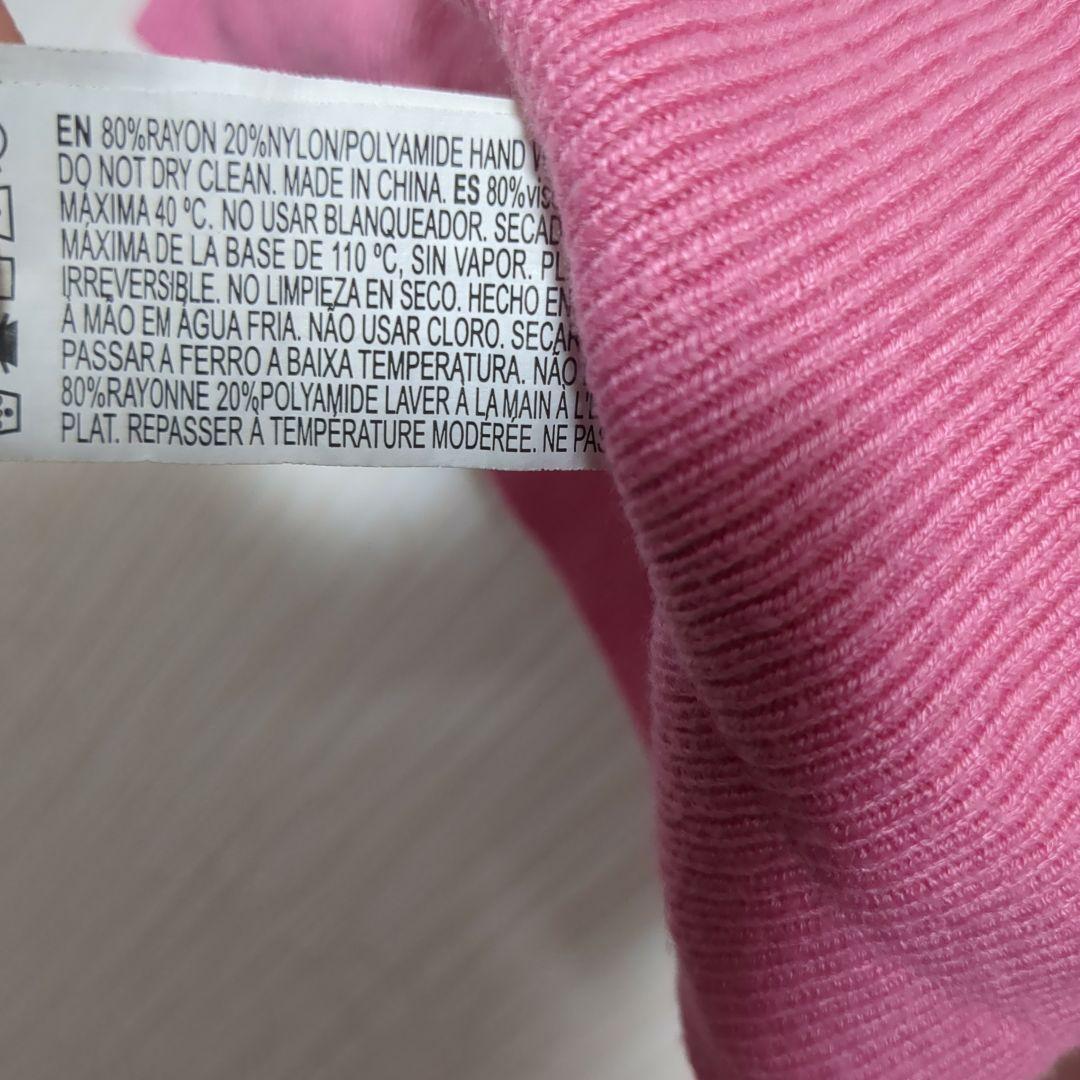 EN 80%RAYON 20%NYLON/POLYAMIDE HAND
DO NOT DRY CLEAN. MADE IN CHINA. ES 80%
MÁXIMA 40 ºC. NO USAR BLANQUEADOR.
MÁXIMA DE LA BASE DE 110 ºC, SIN VAPOR.
IRREVERSIBLE. NO LIMPIEZA EN SECO. HECHO EN
À MÃO EM ÁGUA FRIA. NÃO USAR CLORO.
PASSAR A FERRO A BAIXA TEMPERATURA. NÃO
80%RAYONNE 20%POLYAMIDE LAVER À LA MAIN À
PLAT. REPASSER À TEMPÉRATURE MODÉRÉE. NE PAS